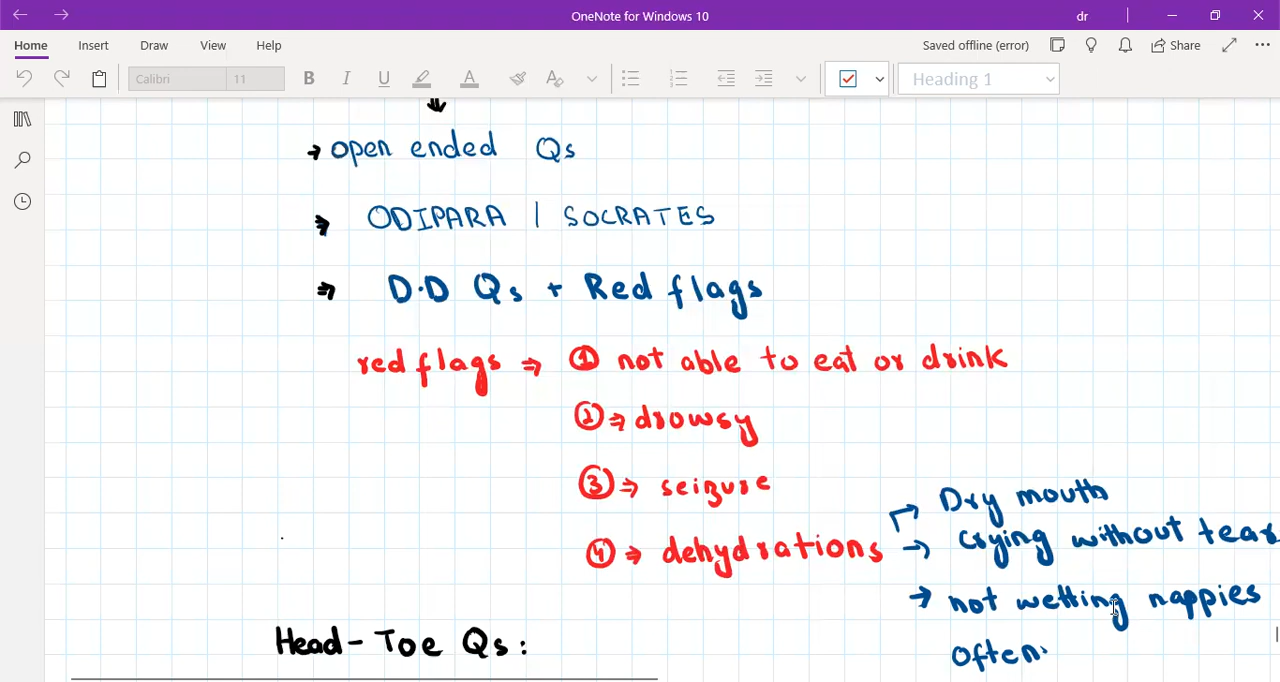 OneNote for Windows 10
dr
Home Insert Draw View Help
Saved offline (error)
Share
Calibri 11
B I U A
Heading 1
→ open ended Qs
→ ODIPARA | SOCRATES
⇒ D.D Qs + Red flags
red flags ⇒ ① not able to eat or drink
② ⇒ drowsy
③ ⇒ seizure
④ ⇒ dehydrations
→ Dry mouth
→ crying without tear
→ not wetting nappies
often.
Head-Toe Qs: